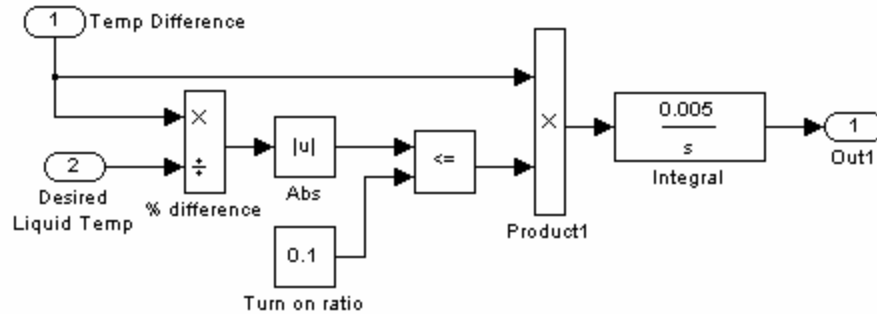 1
Temp Difference
×
÷
% difference
2
Desired
Liquid Temp
|u|
Abs
<=
0.1
Turn on ratio
×
Product1
0.005
s
Integral
1
Out1